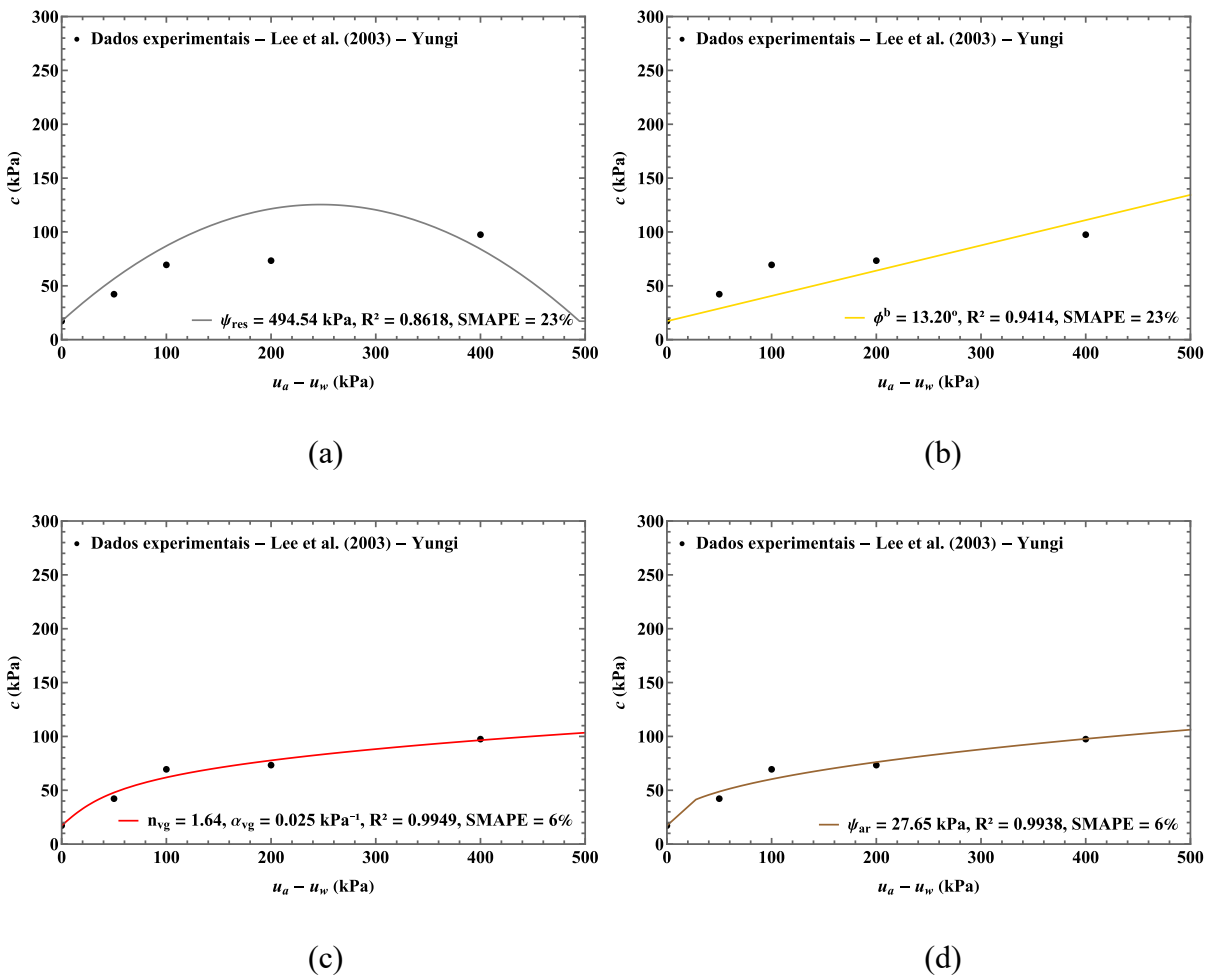 300
250
200
150
100
50
0
c (kPa)
• Dados experimentais – Lee et al. (2003) – Yungi
ψres = 494.54 kPa, R² = 0.8618, SMAPE = 23%
0 100 200 300 400 500
ua – uw (kPa)
(a)
300
250
200
150
100
50
0
c (kPa)
• Dados experimentais – Lee et al. (2003) – Yungi
ϕᵇ = 13.20º, R² = 0.9414, SMAPE = 23%
0 100 200 300 400 500
ua – uw (kPa)
(b)
300
250
200
150
100
50
0
c (kPa)
• Dados experimentais – Lee et al. (2003) – Yungi
nvg = 1.64, αvg = 0.025 kPa⁻¹, R² = 0.9949, SMAPE = 6%
0 100 200 300 400 500
ua – uw (kPa)
(c)
300
250
200
150
100
50
0
c (kPa)
• Dados experimentais – Lee et al. (2003) – Yungi
ψar = 27.65 kPa, R² = 0.9938, SMAPE = 6%
0 100 200 300 400 500
ua – uw (kPa)
(d)